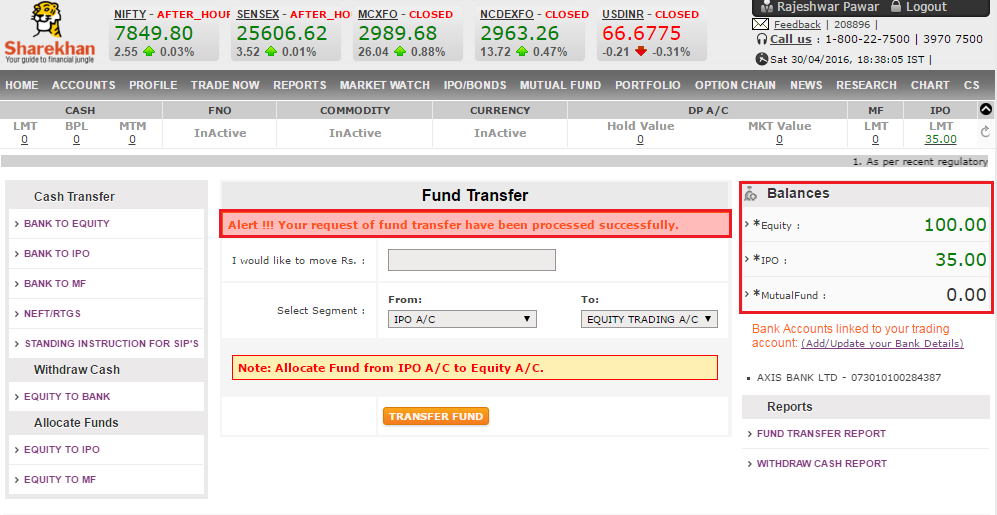 Sharekhan
Your guide to financial jungle
NIFTY - AFTER_HOUR
7849.80
2.55 0.03%
SENSEX - AFTER_HO
25606.62
3.52 0.01%
MCXFO - CLOSED
2989.68
26.04 0.88%
NCDEXFO - CLOSED
2963.26
13.72 0.47%
USDINR - CLOSED
66.6775
-0.21 -0.31%
Rajeshwar Pawar Logout
Feedback | 208896 |
Call us : 1-800-22-7500 | 3970 7500
Sat 30/04/2016, 18:38:05 IST |
HOME ACCOUNTS PROFILE TRADE NOW REPORTS MARKET WATCH IPO/BONDS MUTUAL FUND PORTFOLIO OPTION CHAIN NEWS RESEARCH CHART CS
CASH FNO COMMODITY CURRENCY DP A/C MF IPO
LMT BPL MTM InActive InActive InActive Hold Value MKT Value LMT LMT
0 0 0 0 0 0 35.00
1. As per recent regulatory
Cash Transfer
BANK TO EQUITY
BANK TO IPO
BANK TO MF
NEFT/RTGS
STANDING INSTRUCTION FOR SIP'S
Withdraw Cash
EQUITY TO BANK
Allocate Funds
EQUITY TO IPO
EQUITY TO MF
Fund Transfer
Alert !!! Your request of fund transfer have been processed successfully.
I would like to move Rs. :
Select Segment :
From: To:
IPO A/C EQUITY TRADING A/C
Note: Allocate Fund from IPO A/C to Equity A/C.
TRANSFER FUND
Balances
*Equity : 100.00
*IPO : 35.00
*MutualFund : 0.00
Bank Accounts linked to your trading
account: (Add/Update your Bank Details)
AXIS BANK LTD - 073010100284387
Reports
FUND TRANSFER REPORT
WITHDRAW CASH REPORT